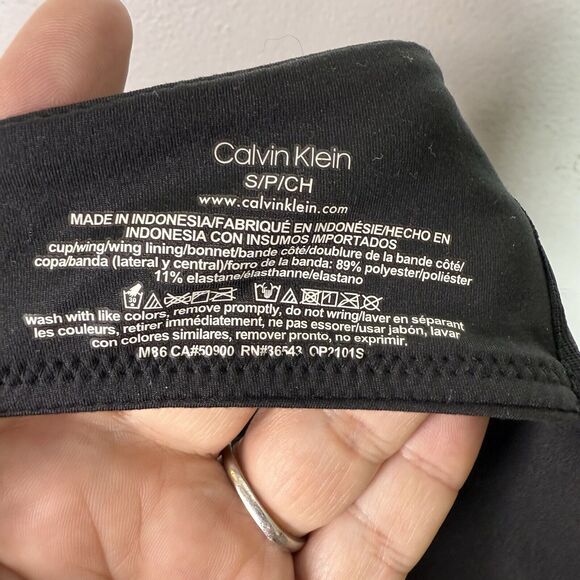 Calvin Klein
S/P/CH
www.calvinklein.com
MADE IN INDONESIA/FABRIQUÉ EN INDONÉSIE/HECHO EN
INDONESIA CON INSUMOS IMPORTADOS
cup/wing/wing lining/bonnet/bande côté/doublure de la bande côté/
copa/banda (lateral y central)/forro de la banda: 89% polyester/poliéster
11% elastane/élasthanne/elastano
30
wash with like colors, remove promptly, do not wring/laver en séparant
les couleurs, retirer immédiatement, ne pas essorer/usar jabón, lavar
con colores similares, remover pronto, no exprimir.
M86 CA#50900 RN#36543 QP2101S